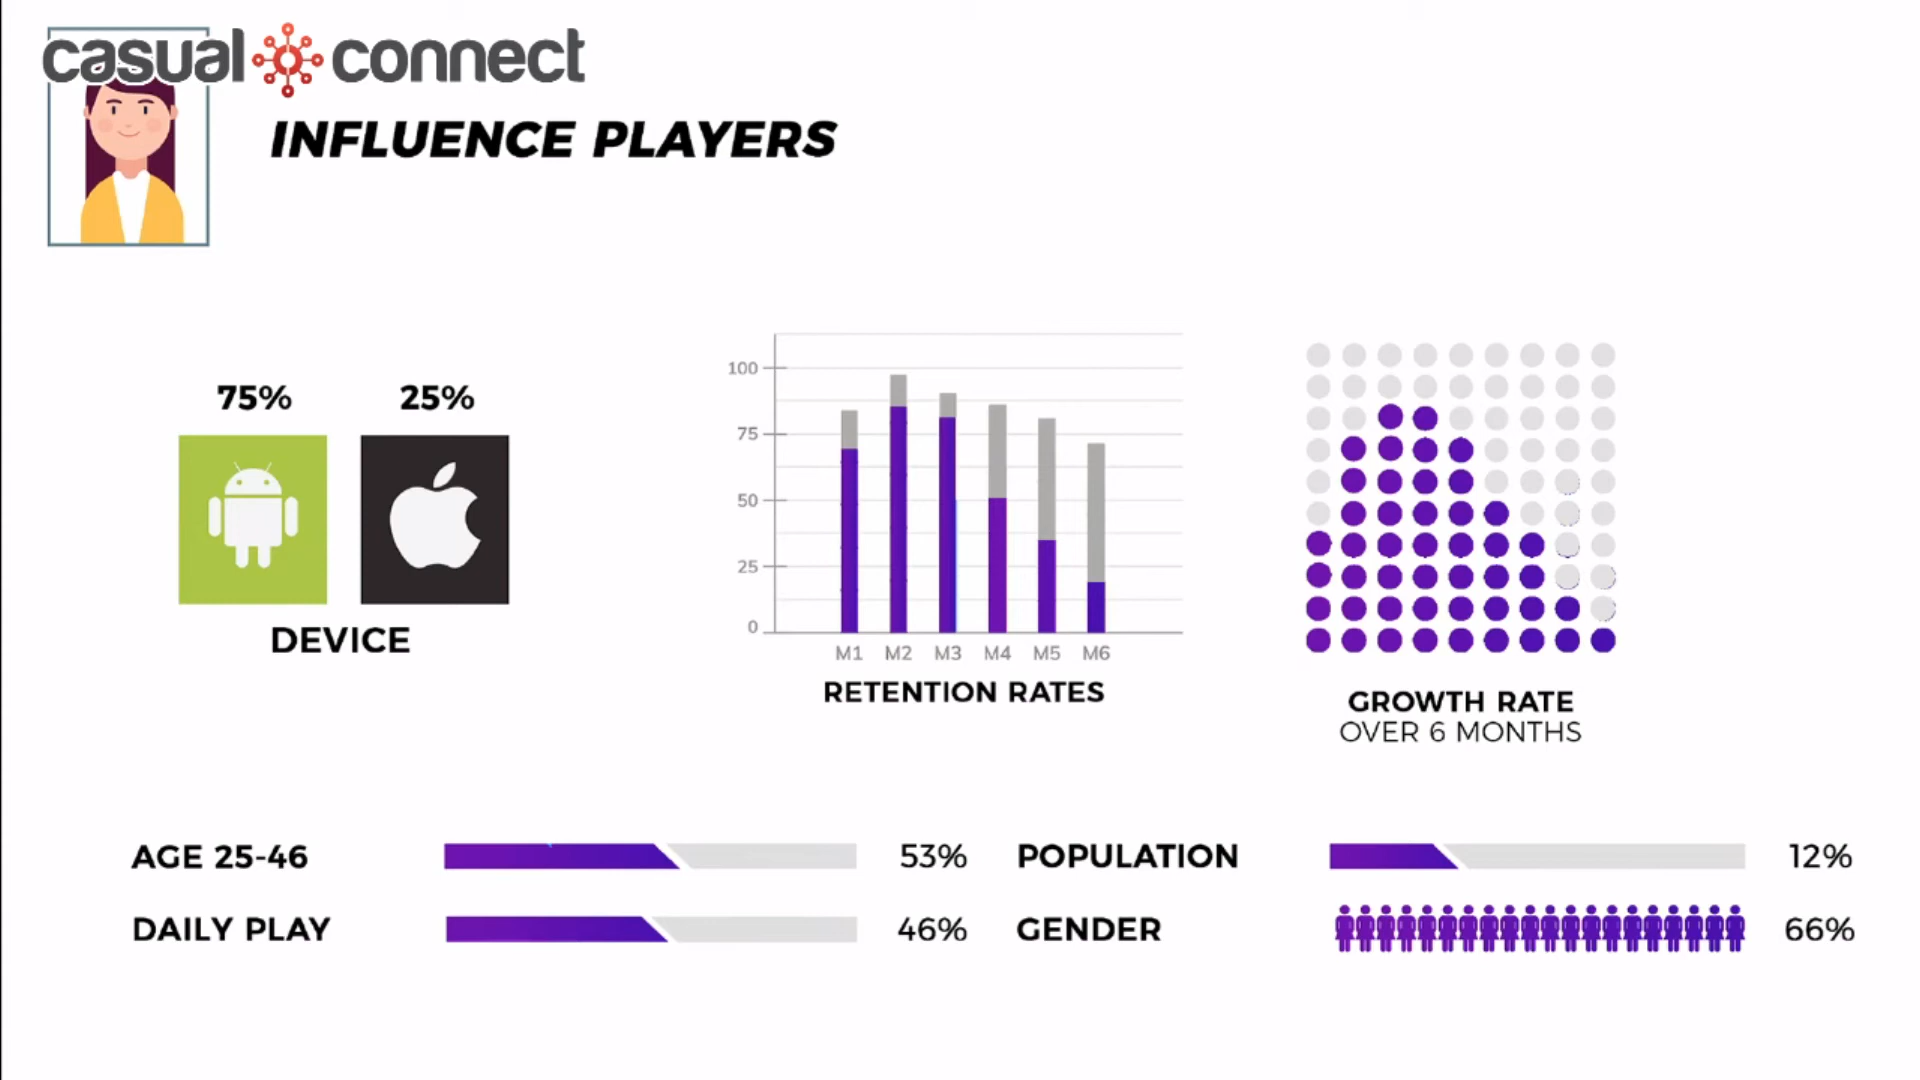 casual connect
INFLUENCE PLAYERS
75% 25%
DEVICE
100
75
50
25
0
M1 M2 M3 M4 M5 M6
RETENTION RATES
GROWTH RATE
OVER 6 MONTHS
AGE 25-46 53%
POPULATION 12%
DAILY PLAY 46%
GENDER 66%